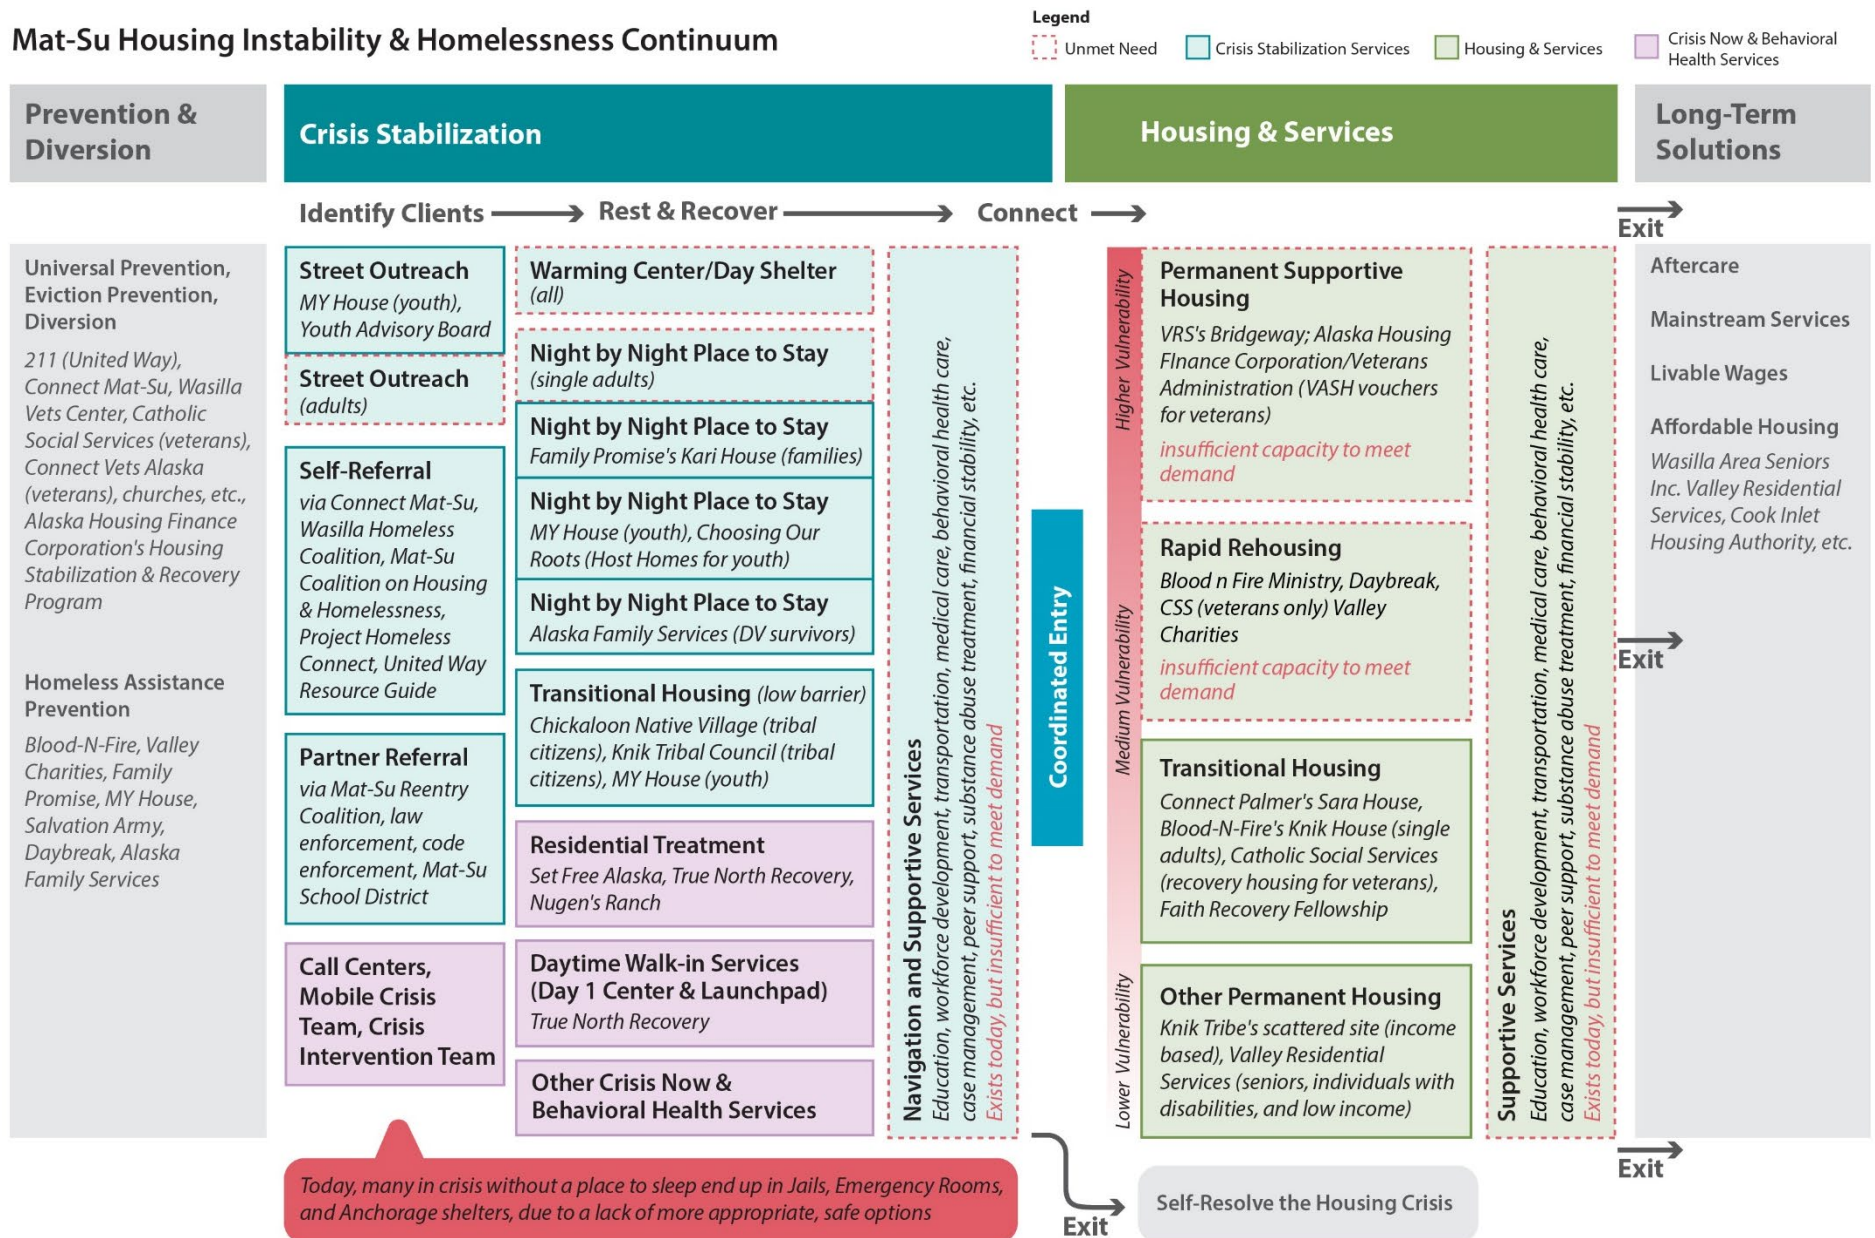 Mat-Su Housing Instability & Homelessness Continuum
Legend
Unmet Need
Crisis Stabilization Services
Housing & Services
Crisis Now & Behavioral
Health Services
Prevention &
Diversion
Crisis Stabilization
Housing & Services
Long-Term
Solutions
Identify Clients
Rest & Recover
Connect
Exit
Universal Prevention,
Eviction Prevention,
Diversion
211 (United Way),
Connect Mat-Su, Wasilla
Vets Center, Catholic
Social Services (veterans),
Connect Vets Alaska
(veterans), churches, etc.,
Alaska Housing Finance
Corporation's Housing
Stabilization & Recovery
Program
Homeless Assistance
Prevention
Blood-N-Fire, Valley
Charities, Family
Promise, MY House,
Salvation Army,
Daybreak, Alaska
Family Services
Street Outreach
MY House (youth),
Youth Advisory Board
Street Outreach
(adults)
Self-Referral
via Connect Mat-Su,
Wasilla Homeless
Coalition, Mat-Su
Coalition on Housing
& Homelessness,
Project Homeless
Connect, United Way
Resource Guide
Partner Referral
via Mat-Su Reentry
Coalition, law
enforcement, code
enforcement, Mat-Su
School District
Call Centers,
Mobile Crisis
Team, Crisis
Intervention Team
Warming Center/Day Shelter
(all)
Night by Night Place to Stay
(single adults)
Night by Night Place to Stay
Family Promise's Kari House (families)
Night by Night Place to Stay
MY House (youth), Choosing Our
Roots (Host Homes for youth)
Night by Night Place to Stay
Alaska Family Services (DV survivors)
Transitional Housing (low barrier)
Chickaloon Native Village (tribal
citizens), Knik Tribal Council (tribal
citizens), MY House (youth)
Residential Treatment
Set Free Alaska, True North Recovery,
Nugen's Ranch
Daytime Walk-in Services
(Day 1 Center & Launchpad)
True North Recovery
Other Crisis Now &
Behavioral Health Services
Navigation and Supportive Services
Education, workforce development, transportation, medical care, behavioral health care,
case management, per support, substance abuse treatment, financial stability, etc.
Exists today, but insufficient to meet demand
Coordinated Entry
Higher Vulnerability
Medium Vulnerability
Lower Vulnerability
Permanent Supportive
Housing
VRS's Bridgeway; Alaska Housing
FInance Corporation/Veterans
Administration (VASH vouchers
for veterans)
insufficient capacity to meet
demand
Rapid Rehousing
Blood n Fire Ministry, Daybreak,
CSS (veterans only) Valley
Charities
insufficient capacity to meet
demand
Transitional Housing
Connect Palmer's Sara House,
Blood-N-Fire's Knik House (single
adults), Catholic Social Services
(recovery housing for veterans),
Faith Recovery Fellowship
Other Permanent Housing
Knik Tribe's scattered site (income
based), Valley Residential
Services (seniors, individuals with
disabilities, and low income)
Supportive Services
Education, workforce development, transportation, medical care, behavioral health care,
case management, per support, substance abuse treatment, financial stability, etc.
Exists today, but insufficient to meet demand
Aftercare
Mainstream Services
Livable Wages
Affordable Housing
Wasilla Area Seniors
Inc. Valley Residential
Services, Cook Inlet
Housing Authority, etc.
Exit
Exit
Today, many in crisis without a place to sleep end up in Jails, Emergency Rooms,
and Anchorage shelters, due to a lack of more appropriate, safe options
Exit
Self-Resolve the Housing Crisis